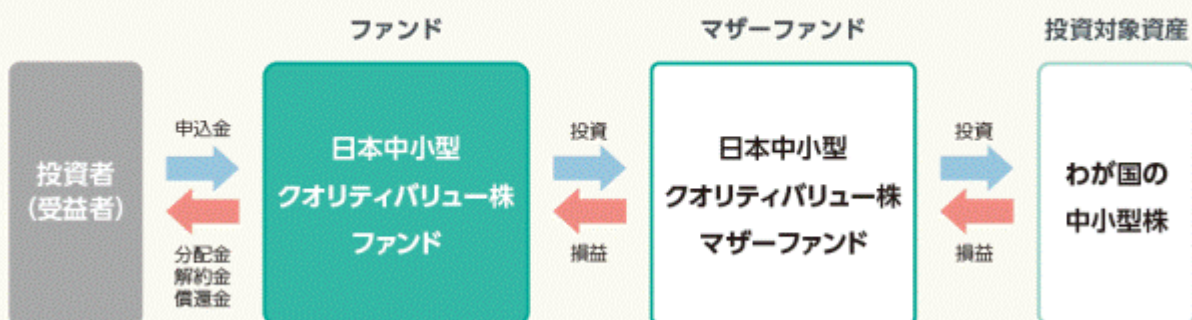 ファンド
マザーファンド
投資対象資産
投資者
(受益者)
申込金
分配金
解約金
償還金
日本中小型
クオリティバリュー株
ファンド
投資
損益
日本中小型
クオリティバリュー株
マザーファンド
投資
損益
わが国の
中小型株